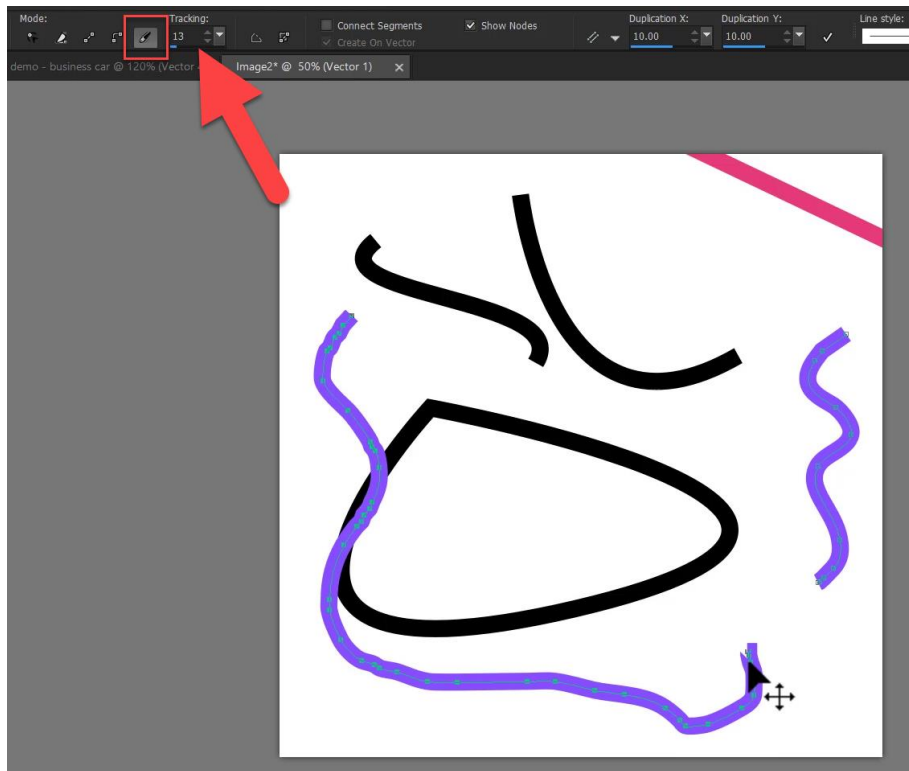 Mode:
Tracking:
13
Connect Segments
Create On Vector
Show Nodes
Duplication X:
10.00
Duplication Y:
10.00
Line style:
demo - business car @ 120% (Vector
Image2* @ 50% (Vector 1)